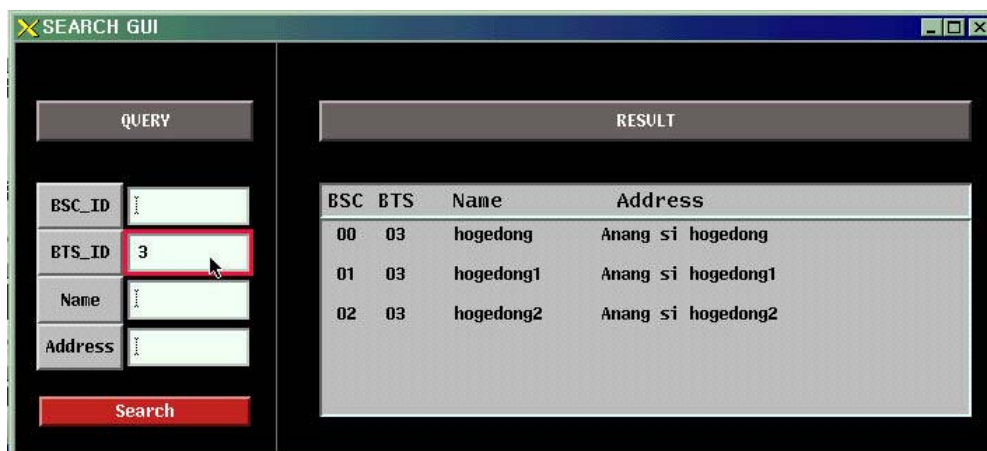 SEARCH GUI
QUERY
BSC_ID
BTS_ID 3
Name
Address
Search
RESULT
BSC BTS Name Address
00 03 hogedong Anang si hogedong
01 03 hogedong1 Anang si hogedong1
02 03 hogedong2 Anang si hogedong2